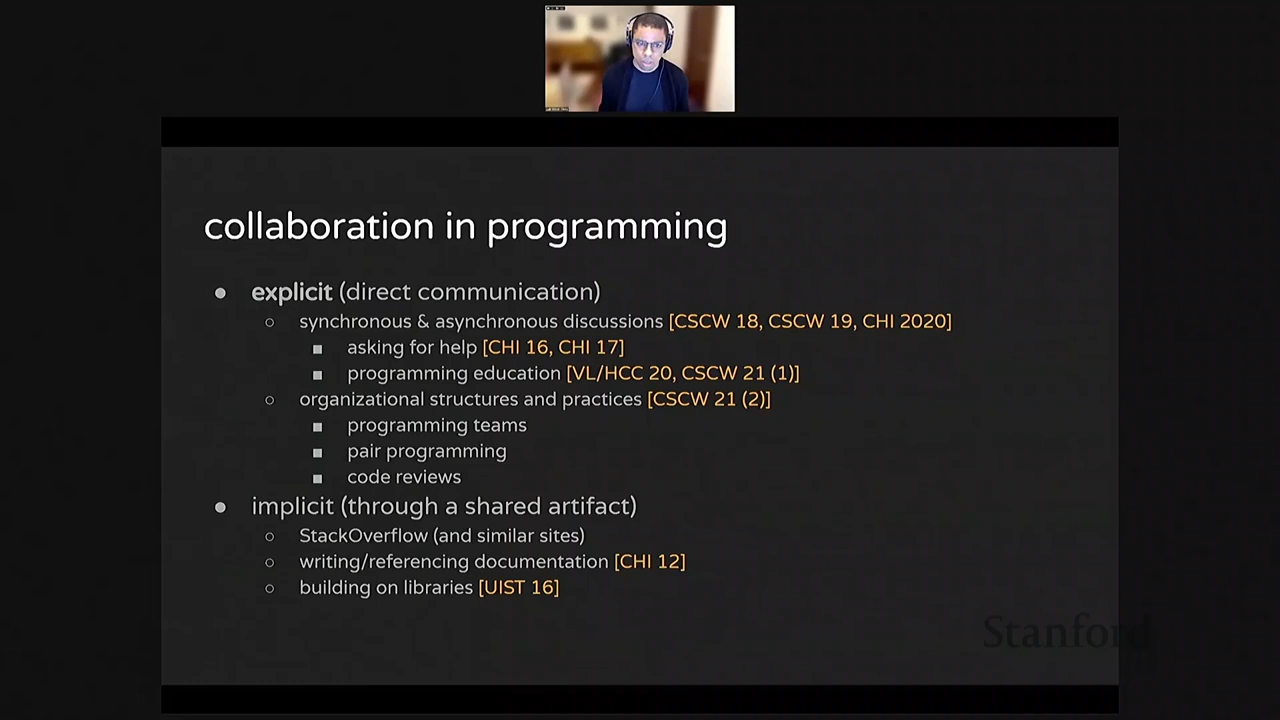 collaboration in programming
● explicit (direct communication)
○ synchronous & asynchronous discussions [CSCW 18, CSCW 19, CHI 2020]
■ asking for help [CHI 16, CHI 17]
■ programming education [VL/HCC 20, CSCW 21 (1)]
○ organizational structures and practices [CSCW 21 (2)]
■ programming teams
■ pair programming
■ code reviews
● implicit (through a shared artifact)
○ StackOverflow (and similar sites)
○ writing/referencing documentation [CHI 12]
○ building on libraries [UIST 16]
Stanford